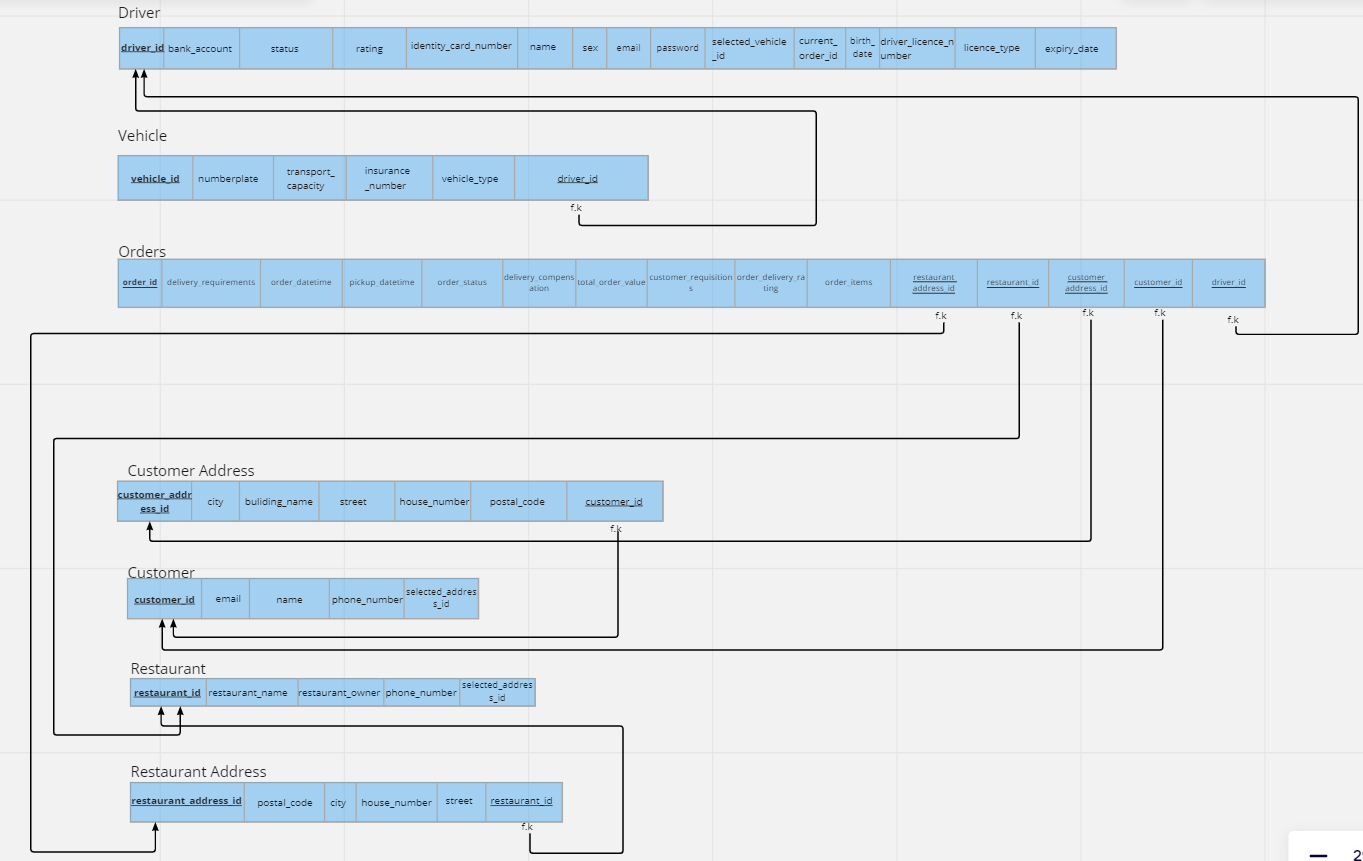 Driver
driver_id bank_account status rating identity_card_number name sex email password selected_vehicle
_id current_
order_id birth_
date driver_licence_n
umber licence_type expiry_date
Vehicle
vehicle_id numberplate transport_
capacity insurance
_number vehicle_type driver_id
f.k
Orders
order_id delivery_requirements order_datetime pickup_datetime order_status delivery_compens
ation total_order_value customer_requisition
s order_delivery_ra
ting order_items restaurant_
address_id restaurant_id customer_
address_id customer_id driver_id
f.k f.k f.k f.k f.k
Customer Address
customer_addr
ess_id city buliding_name street house_number postal_code customer_id
f.k
Customer
customer_id email name phone_number selected_addres
s_id
Restaurant
restaurant_id restaurant_name restaurant_owner phone_number selected_addres
s_id
Restaurant Address
restaurant_address_id postal_code city house_number street restaurant_id
f.k